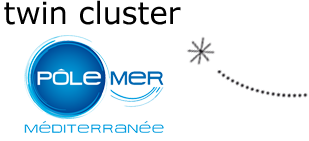 twin cluster
PÔLE MER
MÉDITERRANÉE